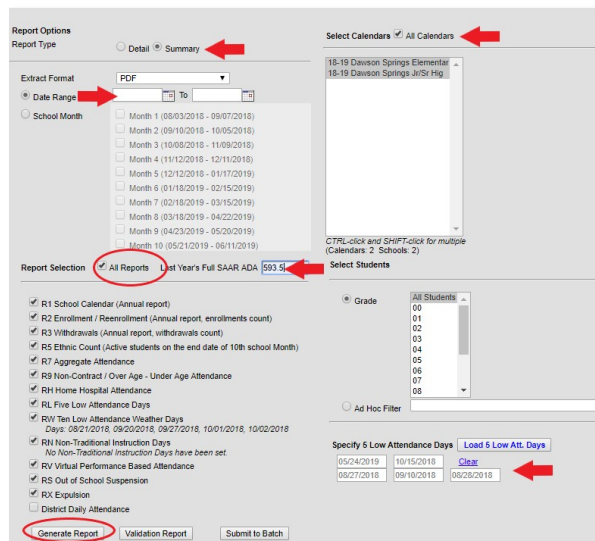 Report Options
Report Type
Detail Summary
Extract Format PDF
Date Range To
School Month
Month 1 (08/03/2018 - 09/07/2018)
Month 2 (09/10/2018 - 10/05/2018)
Month 3 (10/08/2018 - 11/09/2018)
Month 4 (11/12/2018 - 12/11/2018)
Month 5 (12/12/2018 - 01/17/2019)
Month 6 (01/18/2019 - 02/15/2019)
Month 7 (02/18/2019 - 03/15/2019)
Month 8 (03/18/2019 - 04/22/2019)
Month 9 (04/23/2019 - 05/20/2019)
Month 10 (05/21/2019 - 06/11/2019)
Report Selection All Reports Last Year's Full SAAR ADA 593.5
R1 School Calendar (Annual report)
R2 Enrollment / Reenrollment (Annual report, enrollments count)
R3 Withdrawals (Annual report, withdrawals count)
R5 Ethnic Count (Active students on the end date of 10th school Month)
R7 Aggregate Attendance
R9 Non-Contract / Over Age - Under Age Attendance
RH Home Hospital Attendance
RL Five Low Attendance Days
RW Ten Low Attendance Weather Days
Days: 08/21/2018, 09/20/2018, 09/27/2018, 10/01/2018, 10/02/2018
RN Non-Traditional Instruction Days
No Non-Traditional Instruction Days have been set.
RV Virtual Performance Based Attendance
RS Out of School Suspension
RX Expulsion
District Daily Attendance
Generate Report Validation Report Submit to Batch
Select Calendars All Calendars
18-19 Dawson Springs Elementar
18-19 Dawson Springs Jr/Sr Hig
CTRL-click and SHIFT-click for multiple
(Calendars: 2 Schools: 2)
Select Students
Grade
All Students
00
01
02
03
04
05
06
07
08
Ad Hoc Filter
Specify 5 Low Attendance Days Load 5 Low Att. Days
05/24/2019 10/15/2018 Clear
08/27/2018 09/10/2018 08/28/2018